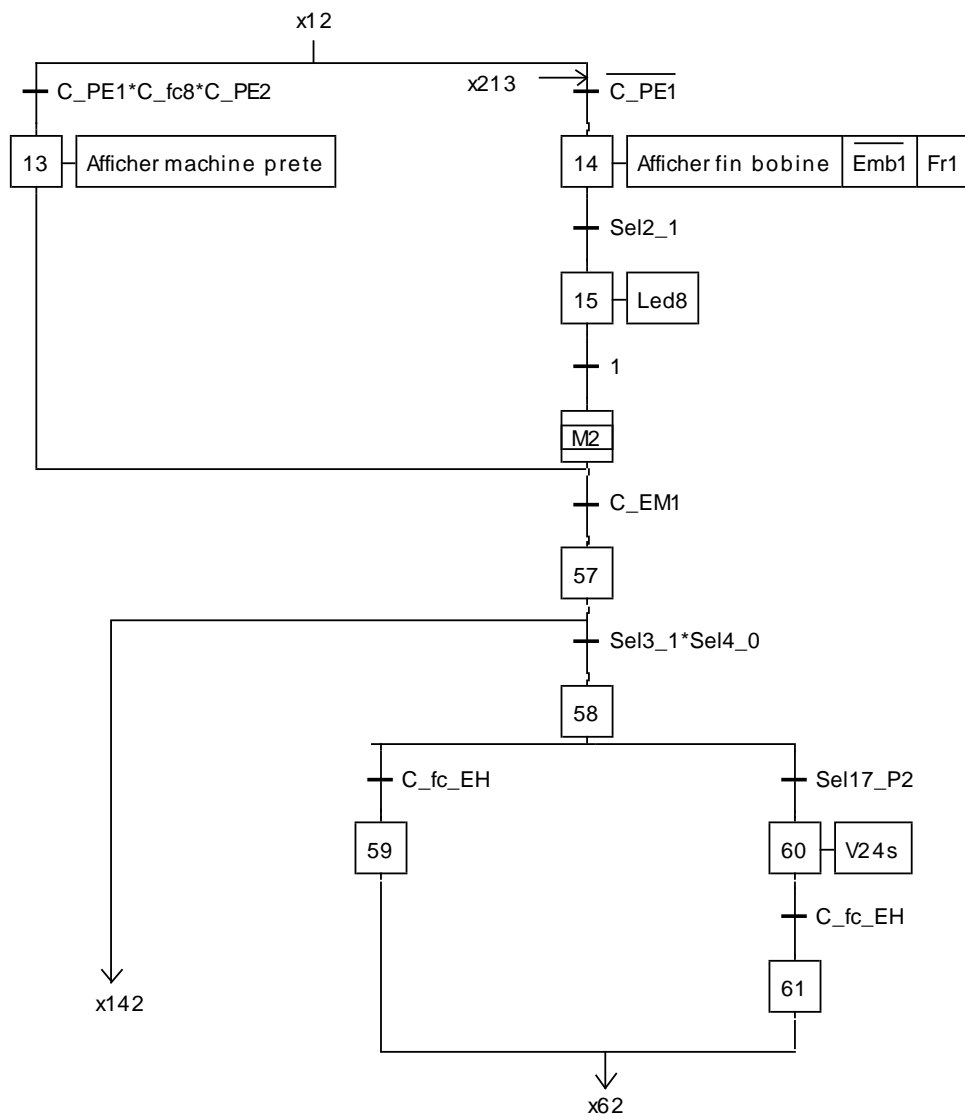 x12
x213
C_PE1*C_fc8*C_PE2
C_PE1
13
Afficher machine prete
14
Afficher fin bobine
Emb1
Fr1
Sel2_1
15
Led8
1
M2
C_EM1
57
Sel3_1*Sel4_0
58
C_fc_EH
Sel17_P2
59
60
V24s
C_fc_EH
61
x142
x62